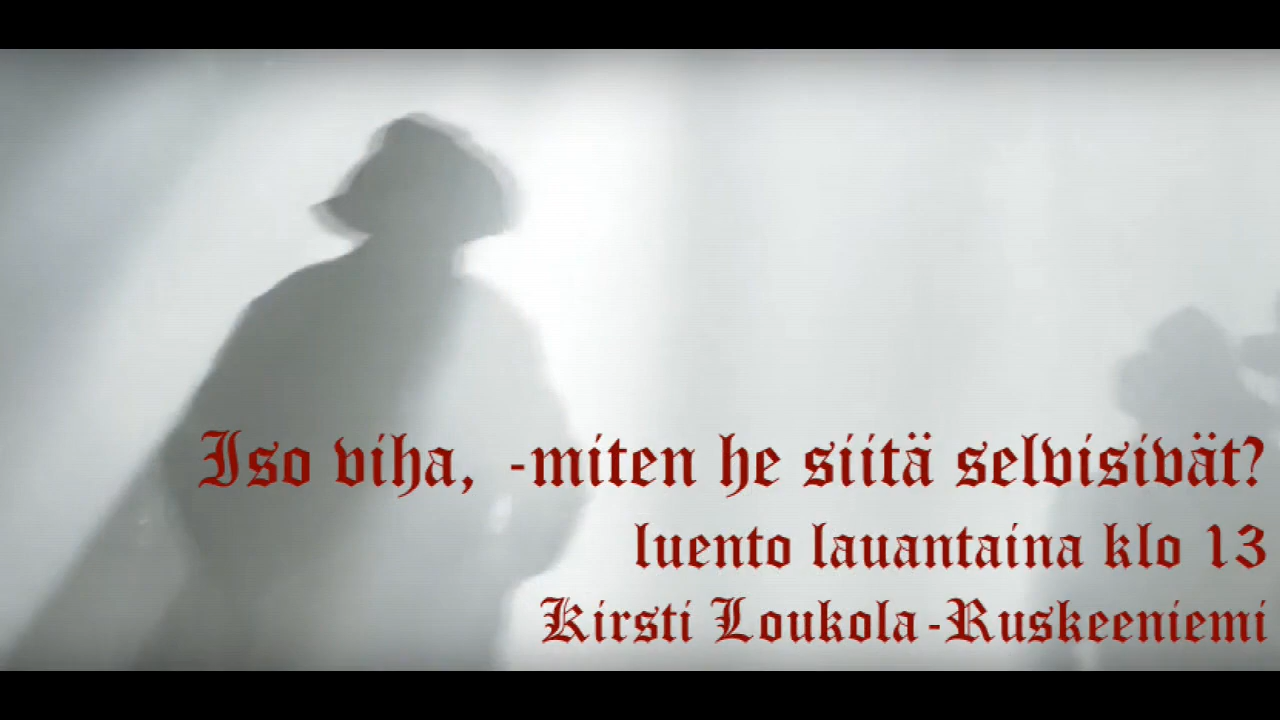 Iso viha, -miten he siitä selvisivät?
luento lauantaina klo 13
Kirsti Loukola-Ruskeeniemi